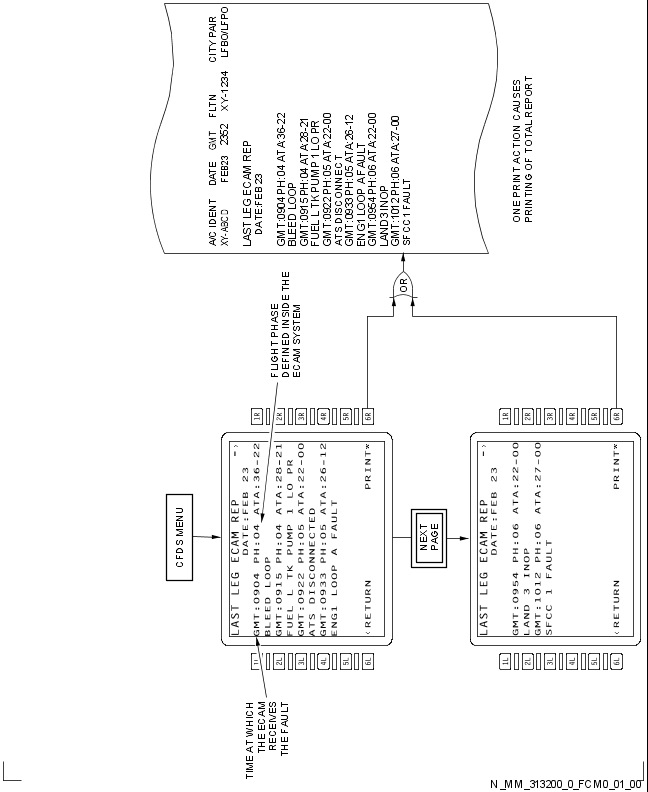 A/C IDENT DATE GMT FLTN CITY PAIR
XY-ABCD FEB23 2352 XY-1234 LFBO/LFPO
LAST LEG ECAM REP
DATE:FEB 23
GMT:0904 PH:04 ATA:36-22
BLEED LOOP
GMT:0915 PH:04 ATA:28-21
FUEL L TK PUMP 1 LO PR
GMT:0922 PH:05 ATA:22-00
ATS DISCONNECT
GMT:0933 PH:05 ATA:26-12
ENG1 LOOP A FAULT
GMT:0954 PH:06 ATA:22-00
LAND3 INOP
GMT:1012 PH:06 ATA:27-00
SFCC 1 FAULT
ONE PRINT ACTION CAUSES
PRINTING OF TOTAL REPORT
OR
FLIGHT PHASE
DEFINED INSIDE THE
ECAM SYSTEM
CFDS MENU
1R
2R
3R
4R
5R
6R
LAST LEG ECAM REP ->
DATE:FEB 23
GMT:0904 PH:04 ATA:36-22
BLEED LOOP
GMT:0915 PH:04 ATA:28-21
FUEL L TK PUMP 1 LO PR
GMT:0922 PH:05 ATA:22-00
ATS DISCONNECTED
GMT:0933 PH:05 ATA:26-12
ENG1 LOOP A FAULT
<RETURN PRINT*
2L
3L
4L
5L
6L
TIME AT WHICH
THE ECAM
RECEIVES
THE FAULT
NEXT
PAGE
1R
2R
3R
4R
5R
6R
LAST LEG ECAM REP ->
DATE:FEB 23
GMT:0954 PH:06 ATA:22-00
LAND 3 INOP
GMT:1012 PH:06 ATA:27-00
SFCC 1 FAULT
<RETURN PRINT*
1L
2L
3L
4L
5L
6L
N_MM_313200_0_FCM0_01_00